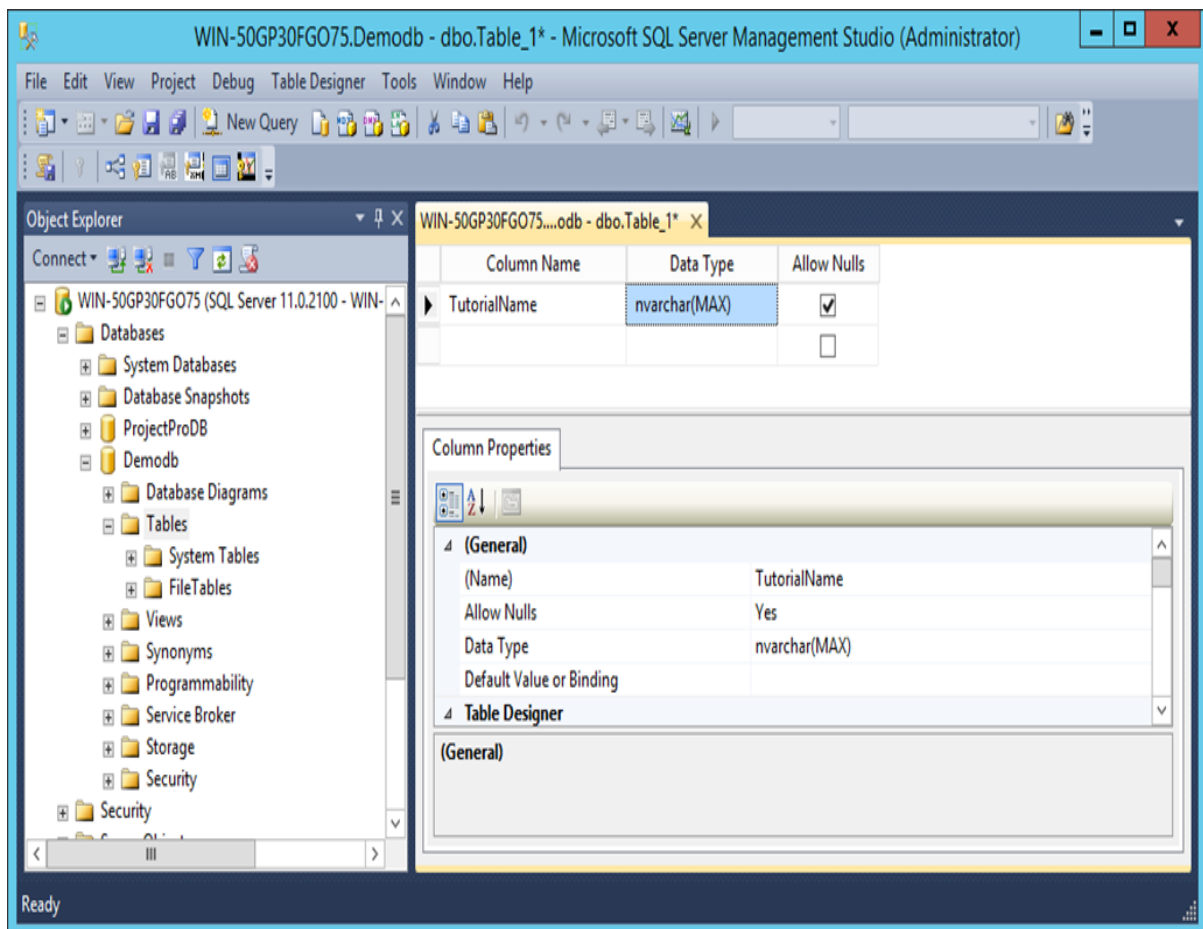 WIN-50GP30FGO75.Demodb - dbo.Table_1* - Microsoft SQL Server Management Studio (Administrator)
File Edit View Project Debug Table Designer Tools Window Help
New Query
Object Explorer
Connect
WIN-50GP30FGO75 (SQL Server 11.0.2100 - WIN-
Databases
System Databases
Database Snapshots
ProjectProDB
Demodb
Database Diagrams
Tables
System Tables
FileTables
Views
Synonyms
Programmability
Service Broker
Storage
Security
Security
WIN-50GP30FGO75....odb - dbo.Table_1*
Column Name Data Type Allow Nulls
TutorialName nvarchar(MAX)
Column Properties
(General)
(Name) TutorialName
Allow Nulls Yes
Data Type nvarchar(MAX)
Default Value or Binding
Table Designer
(General)
Ready